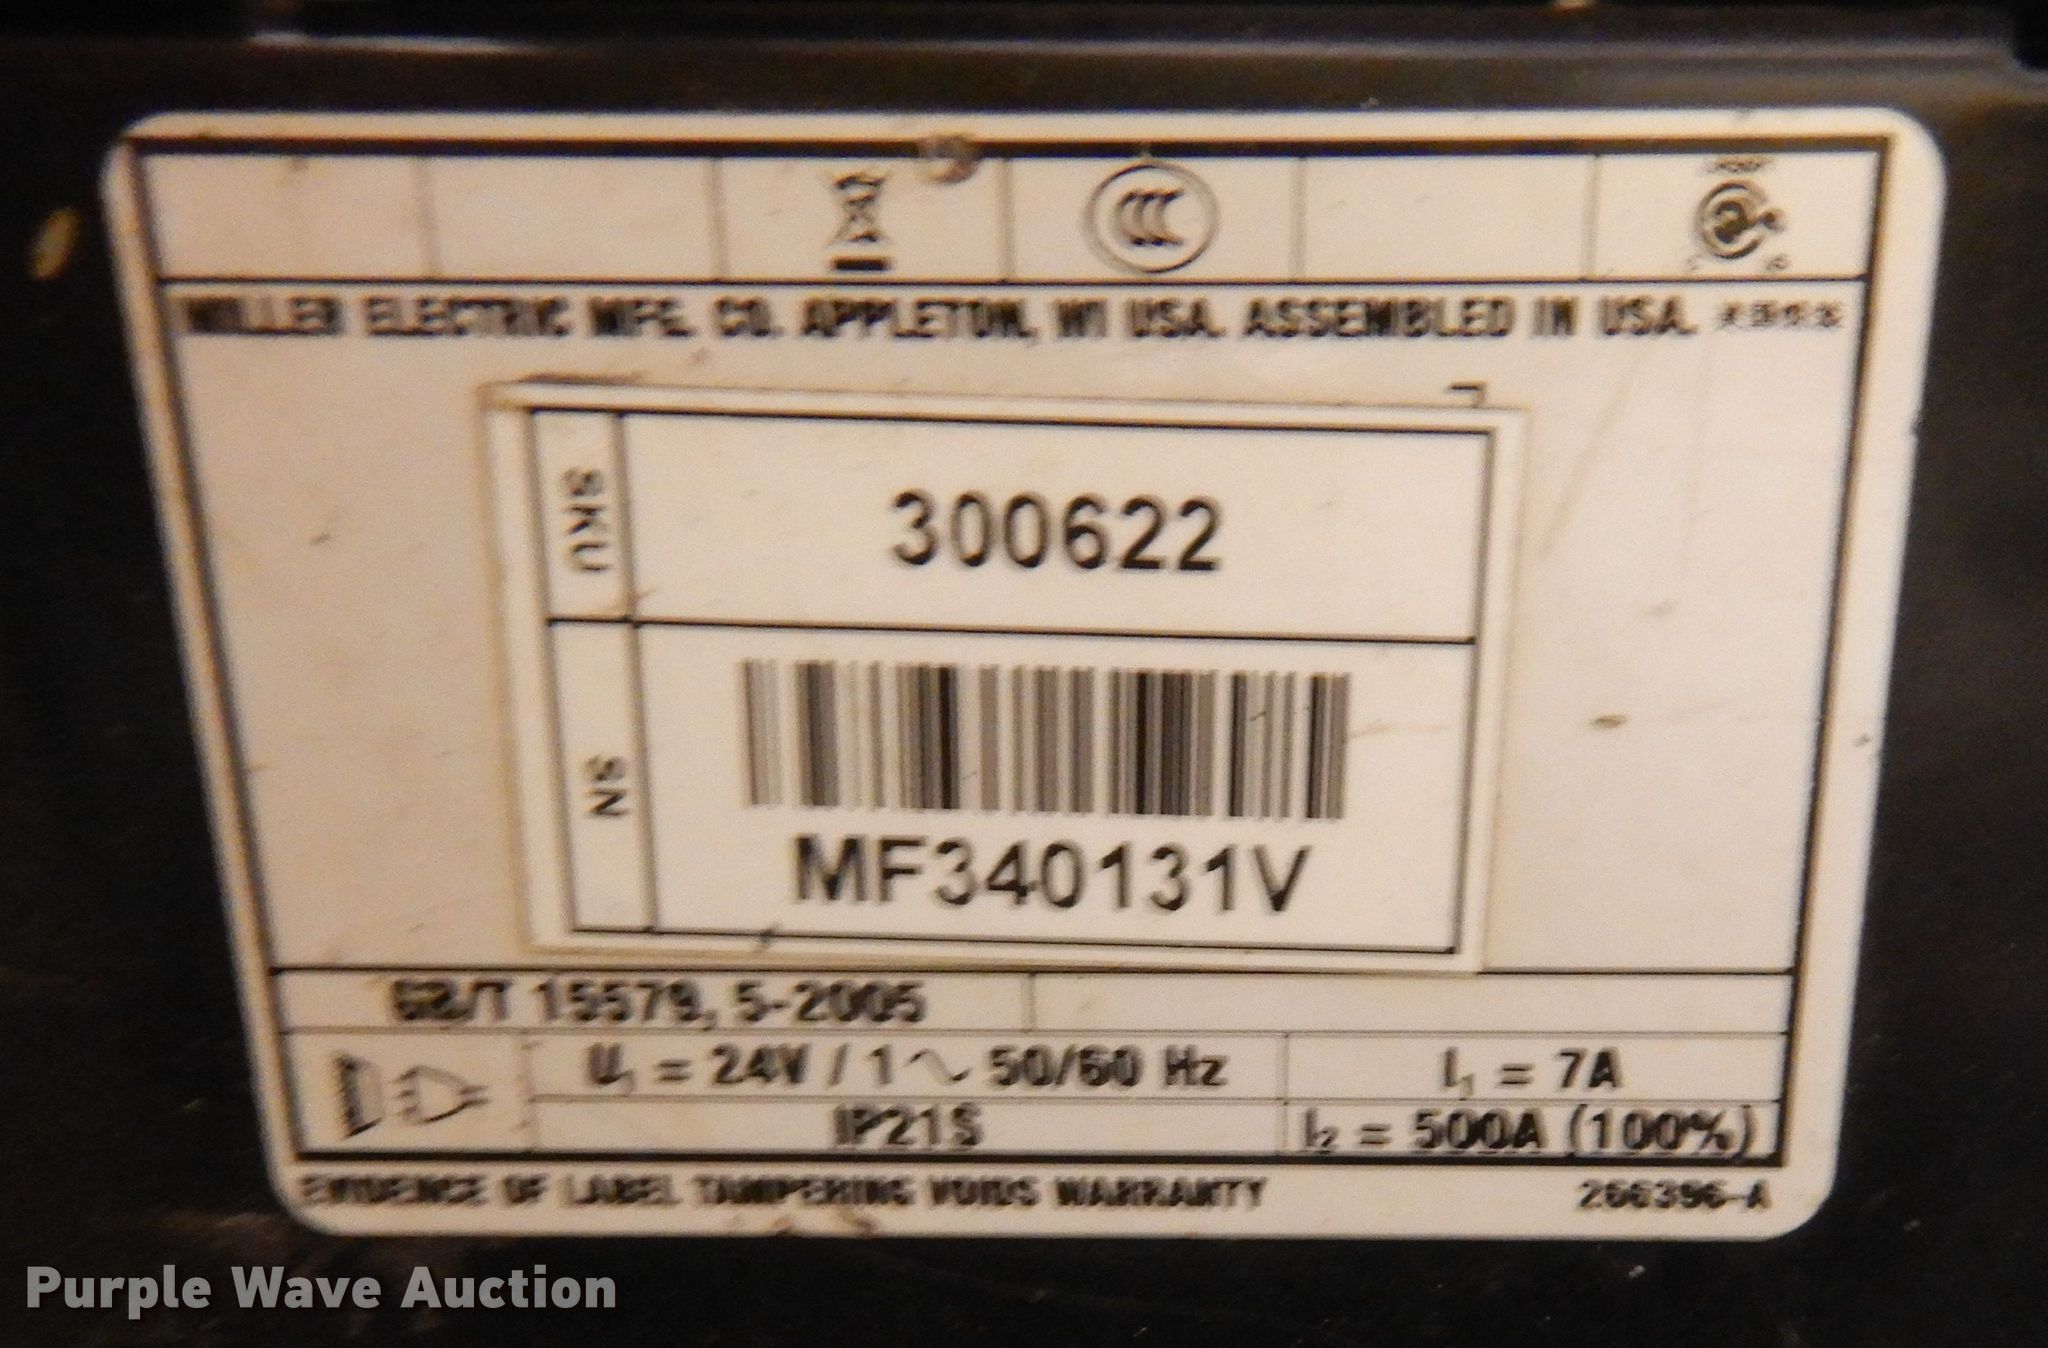 MILLER ELECTRIC MFG. CO. APPLETON, WI USA. ASSEMBLED IN USA.
SKU
300622
SN
MF340131V
GB/T 15579, 5-2005
U₁ = 24V / 1 ~ 50/60 Hz
I₁ = 7A
IP21S
I₂ = 500A (100%)
EVIDENCE OF LABEL TAMPERING VOIDS WARRANTY
266396-A
Purple Wave Auction